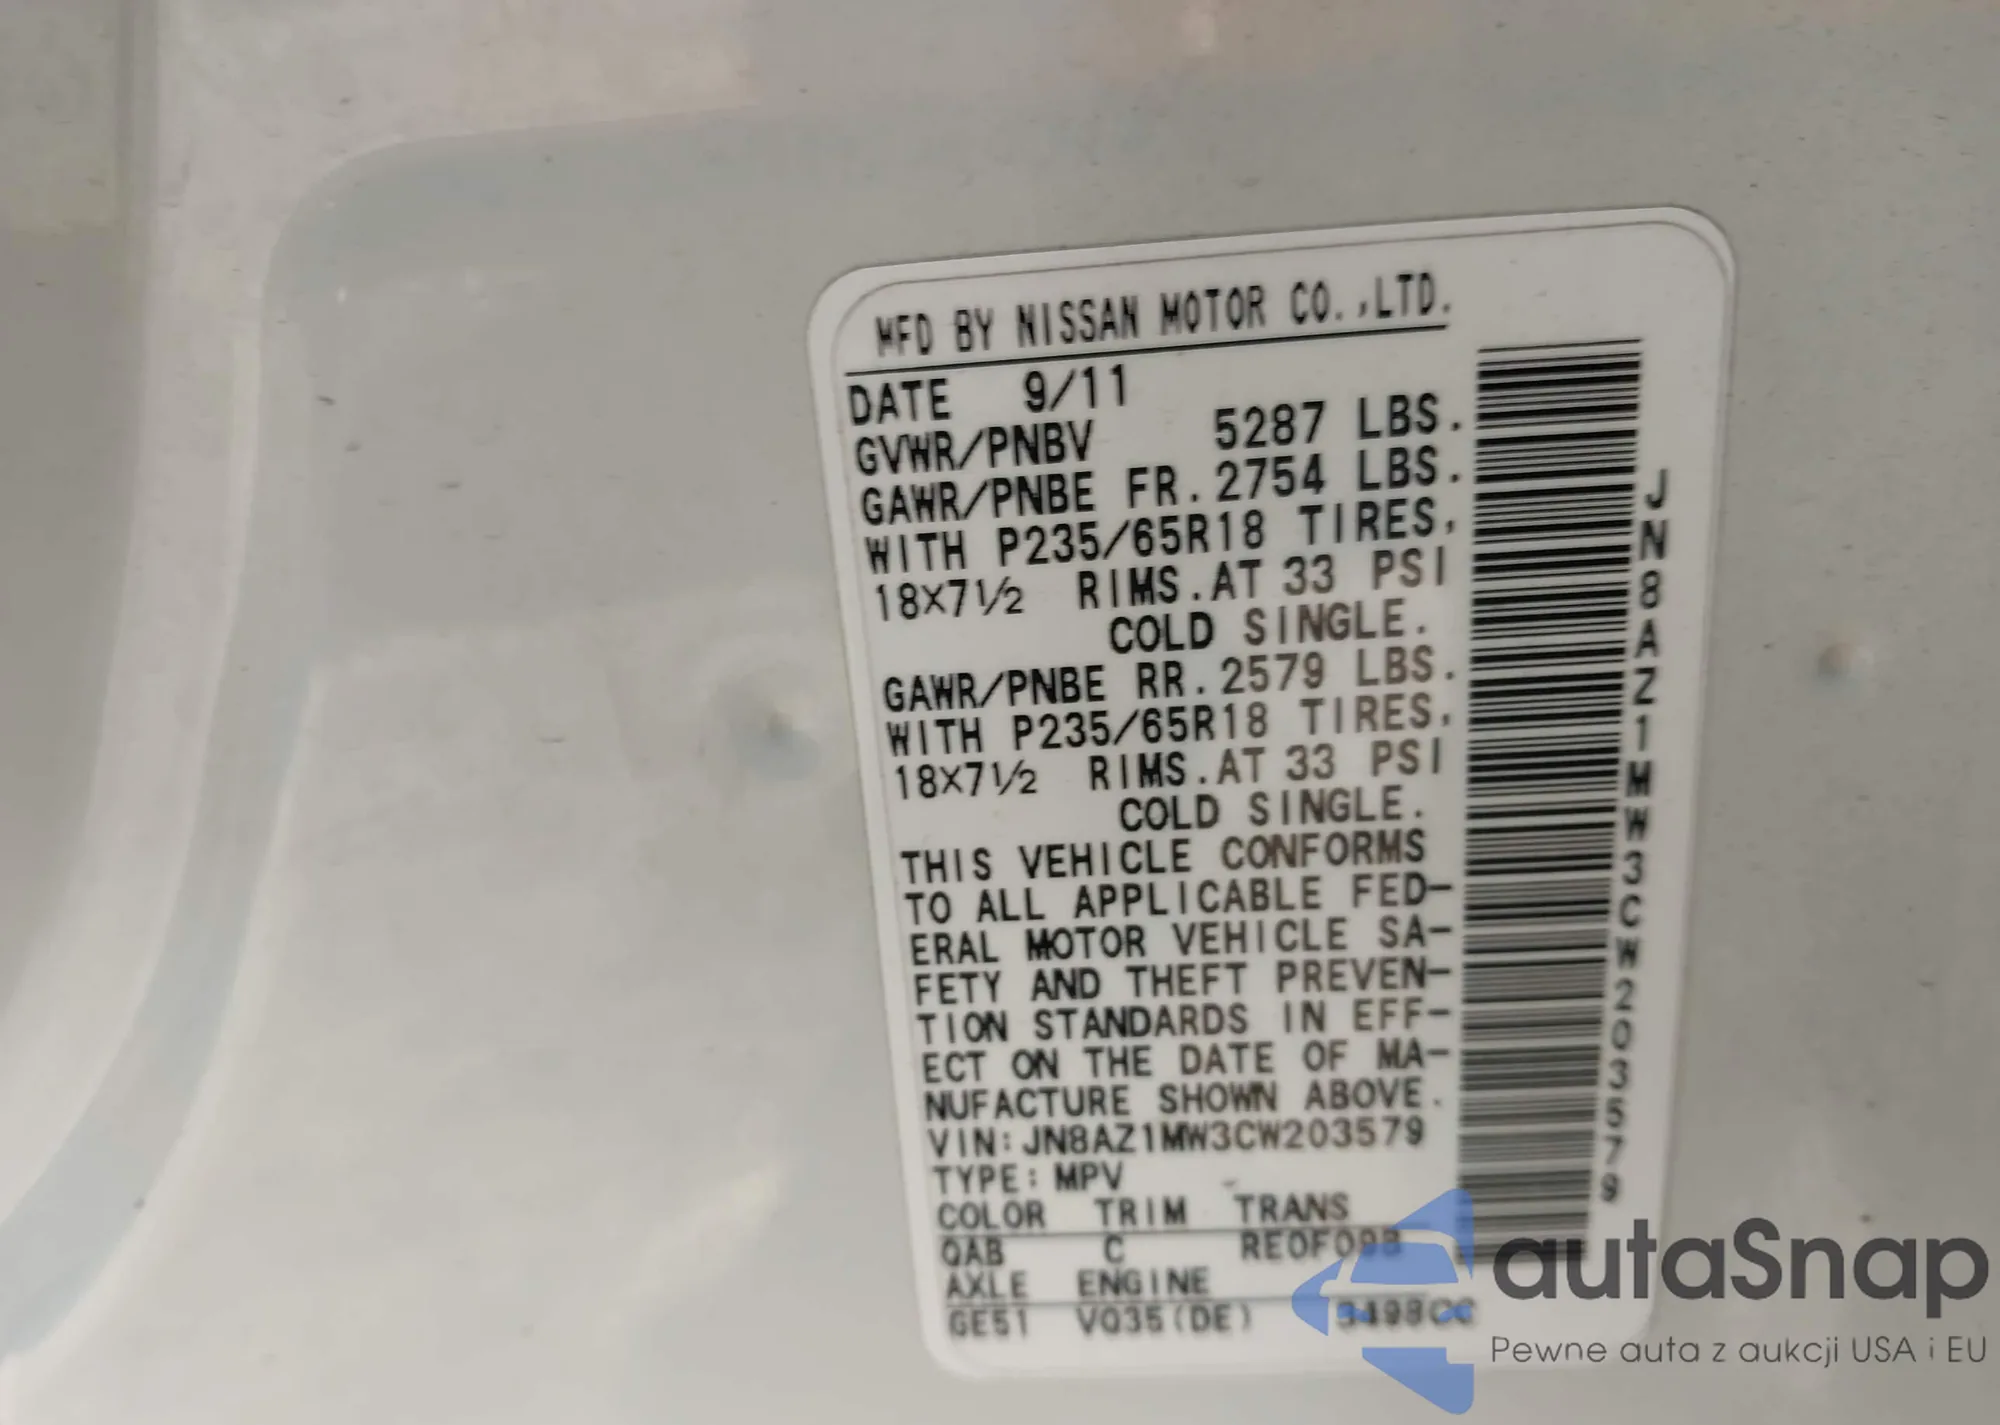 MFD BY NISSAN MOTOR CO.,LTD.
DATE 9/11
GVWR/PNBV 5287 LBS.
GAWR/PNBE FR. 2754 LBS.
WITH P235/65R18 TIRES,
18×7½ RIMS.AT 33 PSI
COLD SINGLE.
GAWR/PNBE RR. 2579 LBS.
WITH P235/65R18 TIRES,
18×7½ RIMS.AT 33 PSI
COLD SINGLE.
THIS VEHICLE CONFORMS
TO ALL APPLICABLE FED-
ERAL MOTOR VEHICLE SA-
FETY AND THEFT PREVEN-
TION STANDARDS IN EFF-
ECT ON THE DATE OF MA-
NUFACTURE SHOWN ABOVE.
VIN:JN8AZ1MW3CW203579
TYPE:MPV
COLOR TRIM TRANS
QAB C RE0F09B
AXLE ENGINE
GE51 VQ35(DE) 3498CC
JN8AZ1MW3CW203579
autaSnap
Pewne auta z aukcji USA i EU